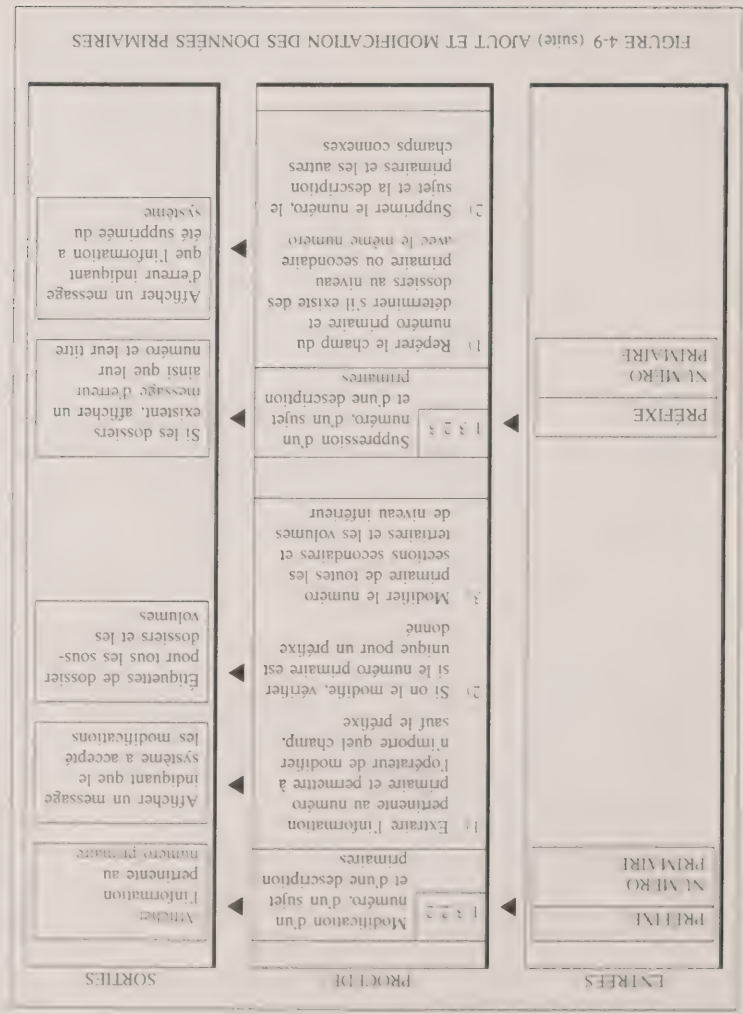 ENTRÉES
PROCÉDÉ
SORTIES
PRÉFIXE
NUMÉRO
PRIMAIRE
1 3 2 2
Modification d'un
numéro, d'un sujet
et d'une description
primaires
1) Extraire l'information
pertinente au numéro
primaire et permettre à
l'opérateur de modifier
n'importe quel champ,
sauf le préfixe
2) Si on le modifie, vérifier
si le numéro primaire est
unique pour un préfixe
donné
3) Modifier le numéro
primaire de toutes les
sections secondaires et
tertiaires et les volumes
de niveau inférieur
Afficher
l'information
pertinente au
numéro primaire
Afficher un message
indiquant que le
système a accepté
les modifications
Étiquettes de dossier
pour tous les sous-
dossiers et les
volumes
PRÉFIXE
NUMÉRO
PRIMAIRE
1 3 2 3
Suppression d'un
numéro, d'un sujet
et d'une description
primaires
1) Repérer le champ du
numéro primaire et
déterminer s'il existe des
dossiers au niveau
primaire ou secondaire
avec le même numéro
2) Supprimer le numéro, le
sujet et la description
primaires et les autres
champs connexes
Si les dossiers
existent, afficher un
message d'erreur
ainsi que leur
numéro et leur titre
Afficher un message
d'erreur indiquant
que l'information a
été supprimée du
système
FIGURE 4-9 (suite) AJOUT ET MODIFICATION DES DONNÉES PRIMAIRES